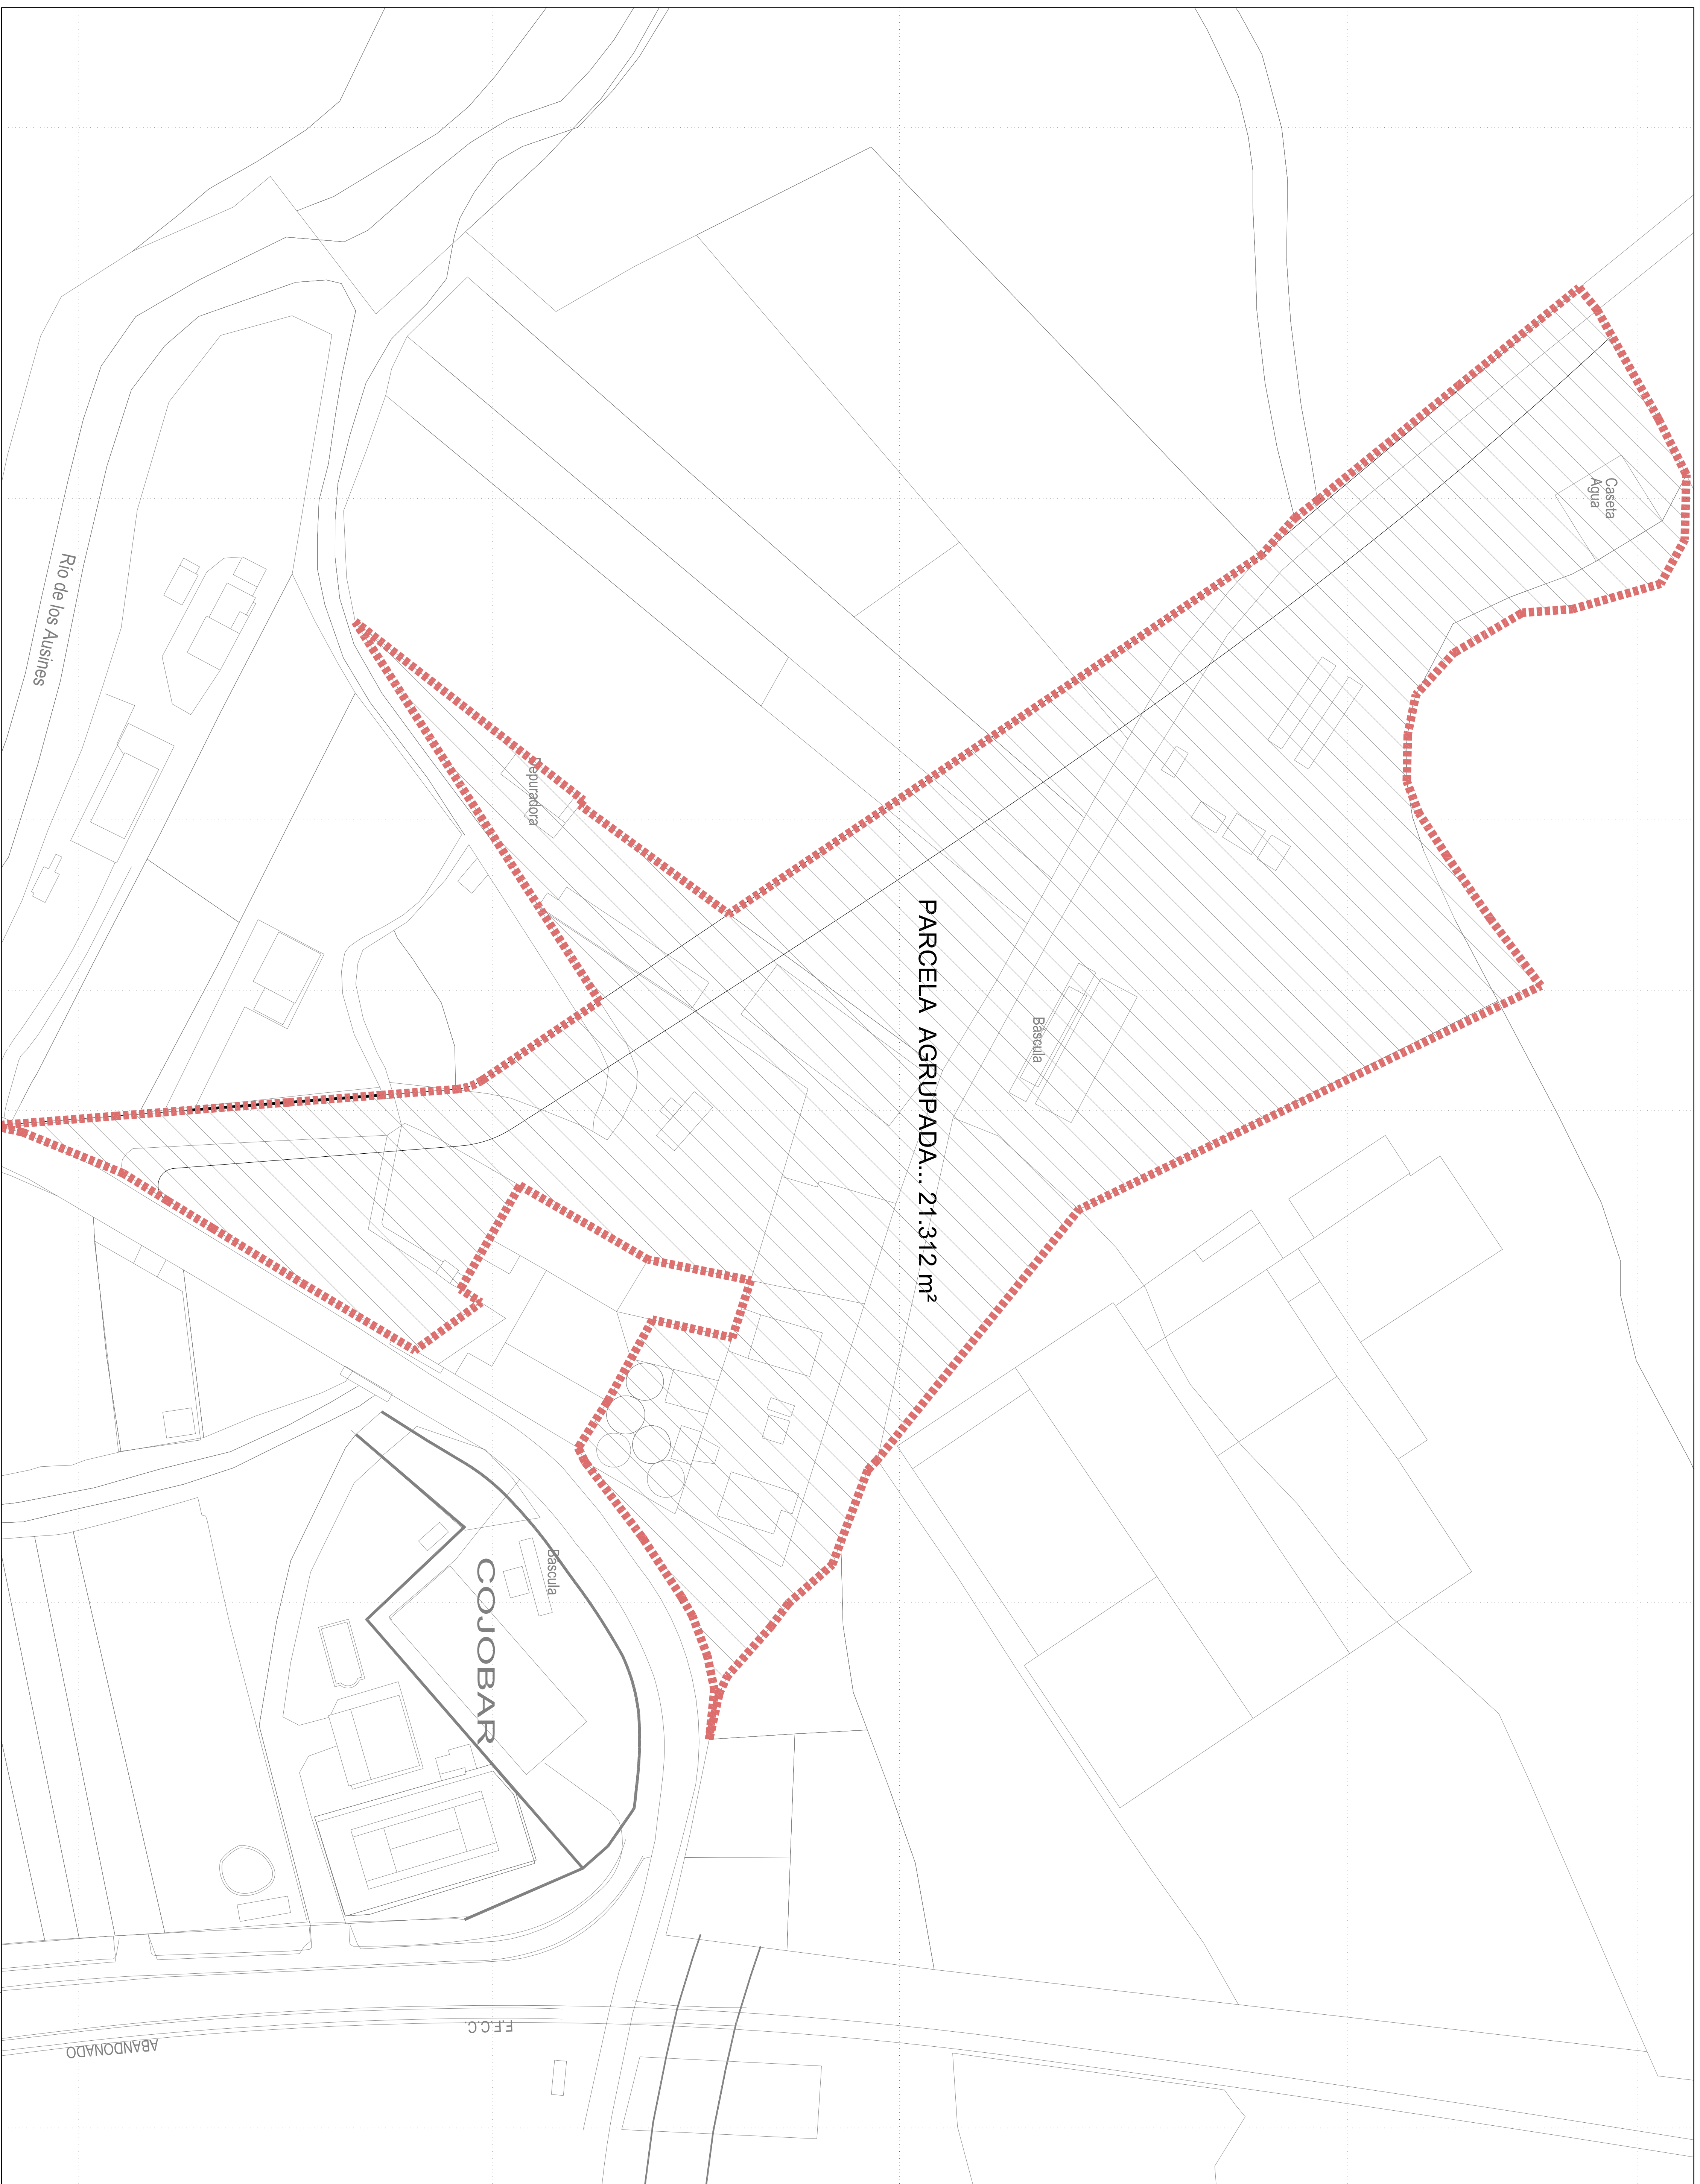 Caseta
Agua
Río de los Ausines
Depuradora
PARCELA AGRUPADA... 21.312 m²
Báscula
Báscula
COJOBAR
F.F.C.C.
ABANDONADO